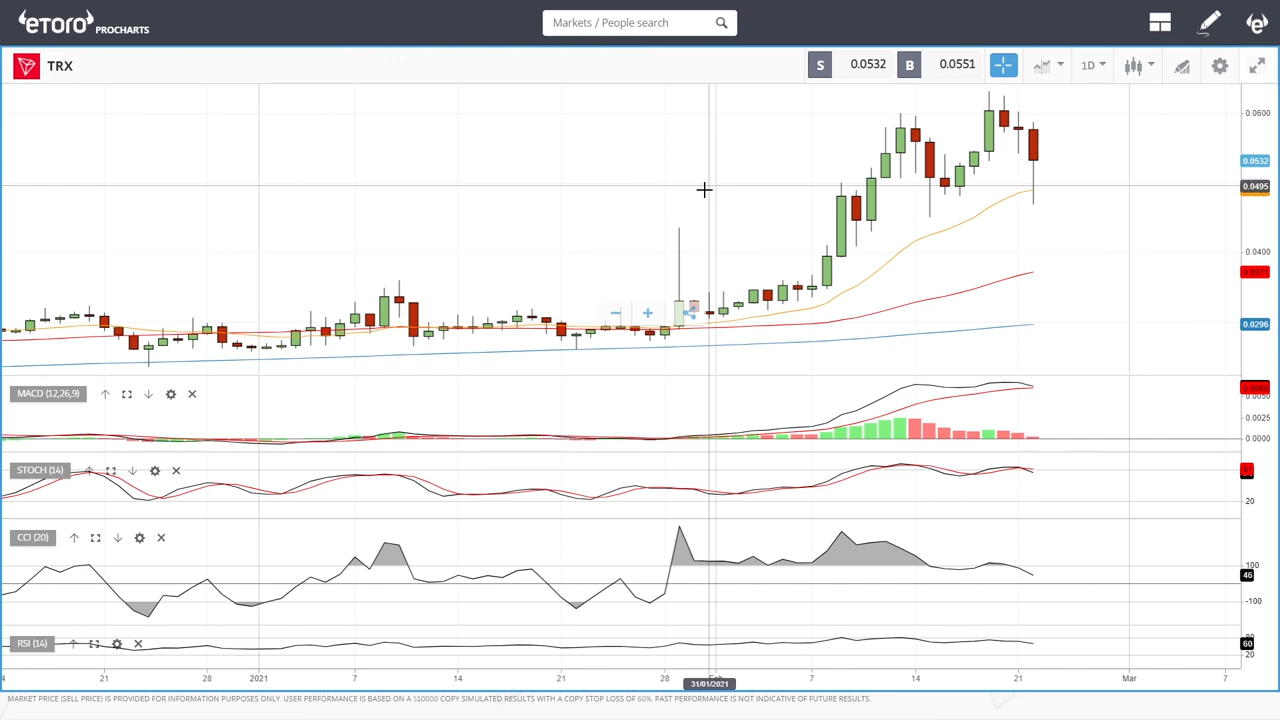 eTORO PROCHARTS
Markets / People search
TRX
S 0.0532 B 0.0551
1D
0.0600
0.0532
0.0495
0.0400
0.0296
MACD (12,26,9)
0.0050
0.0025
0.0000
STOCH (14)
20
CCI (20)
100
46
-100
RSI (14)
80
60
20
21 28 2021 7 14 21 28 31/01/2021 7 14 21 Mar 7
MARKET PRICE (SELL PRICE) IS PROVIDED FOR INFORMATION PURPOSES ONLY. USER PERFORMANCE IS BASED ON A $10000 COPY SIMULATED RESULTS WITH A COPY STOP LOSS OF 60%. PAST PERFORMANCE IS NOT INDICATIVE OF FUTURE RESULTS.